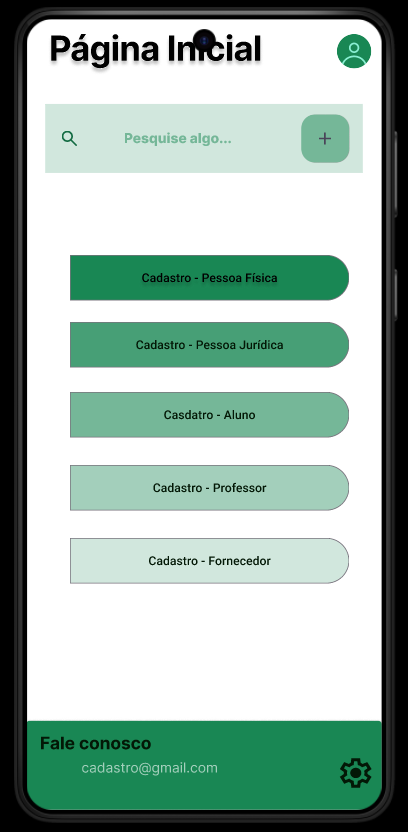 Página Inicial
Pesquise algo...
Cadastro - Pessoa Física
Cadastro - Pessoa Jurídica
Casdatro - Aluno
Cadastro - Professor
Cadastro - Fornecedor
Fale conosco
cadastro@gmail.com